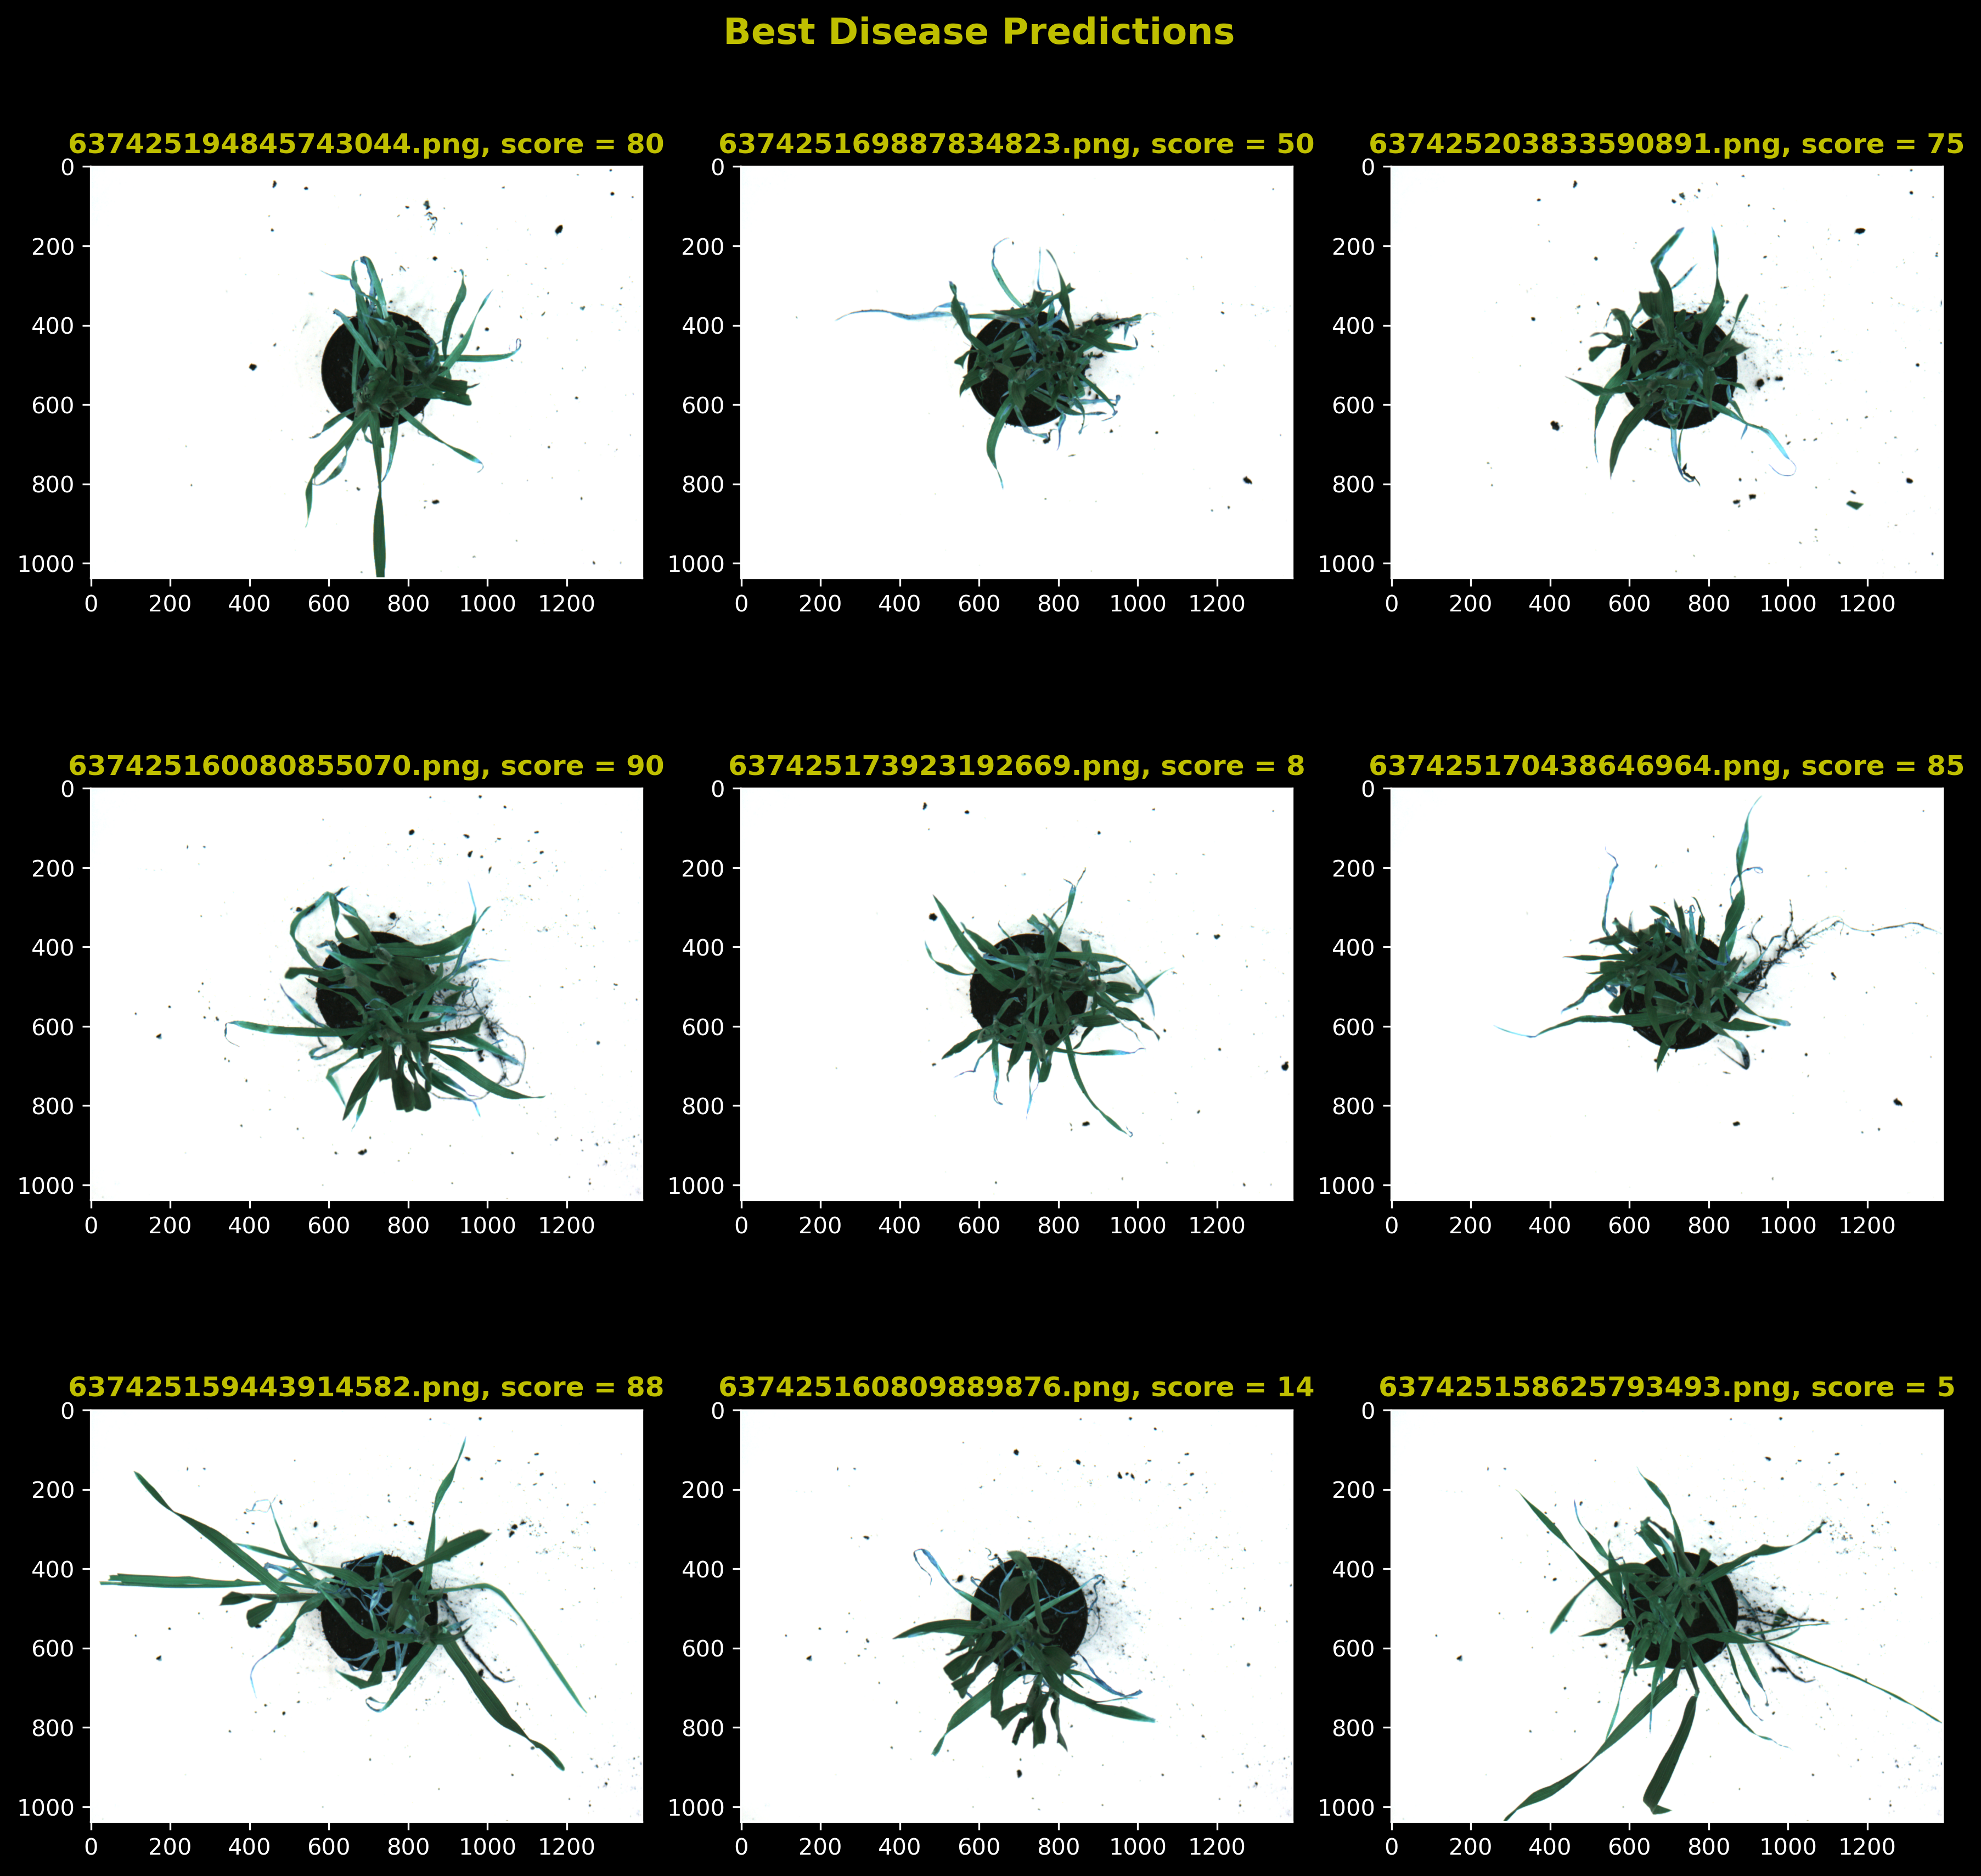 Best Disease Predictions
637425194845743044.png, score = 80
637425169887834823.png, score = 50
637425203833590891.png, score = 75
0
200
400
600
800
1000
0 200 400 600 800 1000 1200
0
200
400
600
800
1000
0 200 400 600 800 1000 1200
0
200
400
600
800
1000
0 200 400 600 800 1000 1200
637425160080855070.png, score = 90
637425173923192669.png, score = 8
637425170438646964.png, score = 85
0
200
400
600
800
1000
0 200 400 600 800 1000 1200
0
200
400
600
800
1000
0 200 400 600 800 1000 1200
0
200
400
600
800
1000
0 200 400 600 800 1000 1200
637425159443914582.png, score = 88
637425160809889876.png, score = 14
637425158625793493.png, score = 5
0
200
400
600
800
1000
0 200 400 600 800 1000 1200
0
200
400
600
800
1000
0 200 400 600 800 1000 1200
0
200
400
600
800
1000
0 200 400 600 800 1000 1200